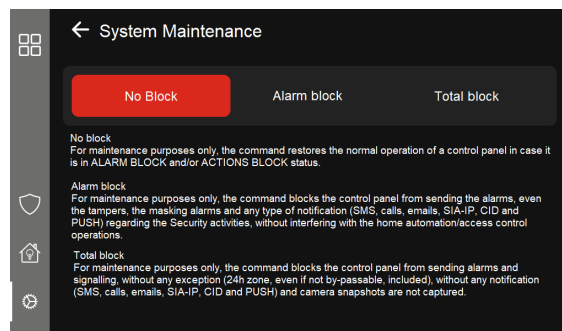 System Maintenance
No Block
Alarm block
Total block
No block
For maintenance purposes only, the command restores the normal operation of a control panel in case it
is in ALARM BLOCK and/or ACTIONS BLOCK status.
Alarm block
For maintenance purposes only, the command blocks the control panel from sending the alarms, even
the tampers, the masking alarms and any type of notification (SMS, calls, emails, SIA-IP, CID and
PUSH) regarding the Security activities, without interfering with the home automation/access control
operations.
Total block
For maintenance purposes only, the command blocks the control panel from sending alarms and
signalling, without any exception (24h zone, even if not by-passable, included), without any notification
(SMS, calls, emails, SIA-IP, CID and PUSH) and camera snapshots are not captured.